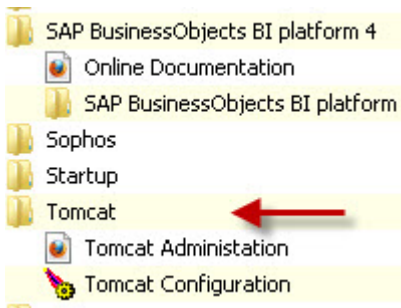 SAP BusinessObjects BI platform 4
Online Documentation
SAP BusinessObjects BI platform
Sophos
Startup
Tomcat
Tomcat Administation
Tomcat Configuration